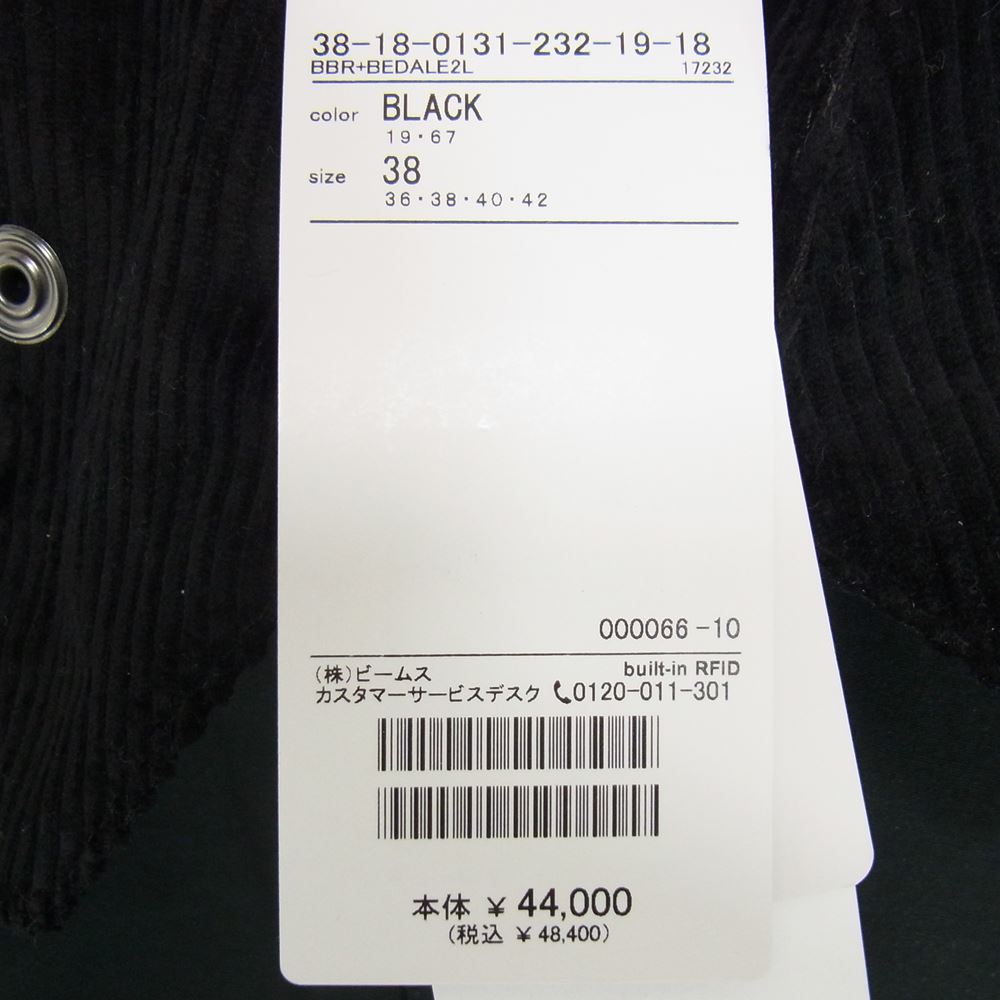 38-18-0131-232-19-18
BBR+BEDALE2L 17232
color BLACK
19・67
size 38
36・38・40・42
000066-10
(株)ビームス built-in RFID
カスタマーサービスデスク 0120-011-301
本体 ¥ 44,000
(税込 ¥ 48,400)